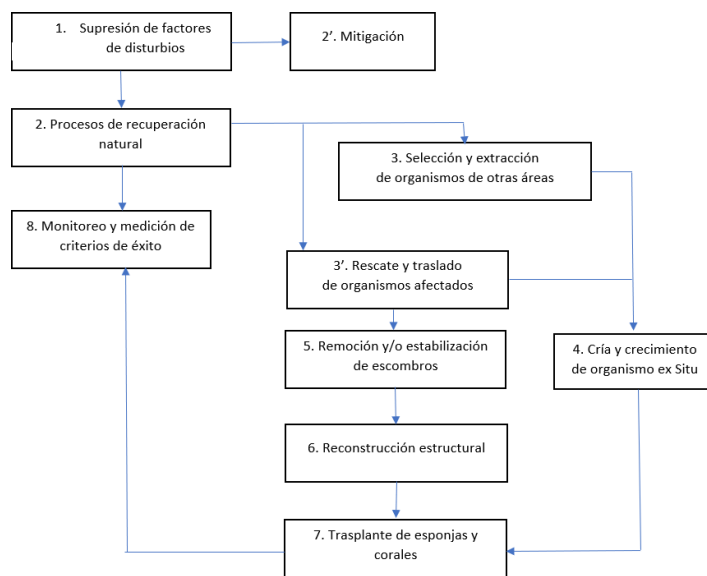 1. Supresión de factores
de disturbios
2'. Mitigación
2. Procesos de recuperación
natural
3. Selección y extracción
de organismos de otras áreas
8. Monitoreo y medición de
criterios de éxito
3'. Rescate y traslado
de organismos afectados
5. Remoción y/o estabilización
de escombros
4. Cría y crecimiento
de organismo ex Situ
6. Reconstrucción estructural
7. Trasplante de esponjas y
corales